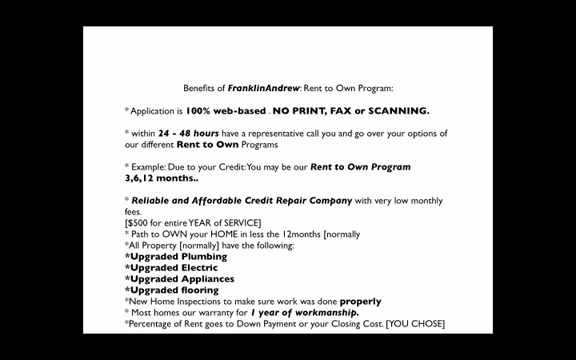 Benefits of FranklinAndrew: Rent to Own Program:
* Application is 100% web-based . NO PRINT, FAX or SCANNING.
* within 24 - 48 hours have a representative call you and go over your options of
our different Rent to Own Programs
* Example: Due to your Credit: You may be our Rent to Own Program
3,6,12 months..
* Reliable and Affordable Credit Repair Company with very low monthly
fees.
[$500 for entire YEAR of SERVICE]
* Path to OWN your HOME in less the 12months [normally
*All Property [normally] have the following:
*Upgraded Plumbing
*Upgraded Electric
*Upgraded Appliances
*Upgraded flooring
*New Home Inspections to make sure work was done properly
* Most homes our warranty for 1 year of workmanship.
*Percentage of Rent goes to Down Payment or your Closing Cost. [YOU CHOSE]